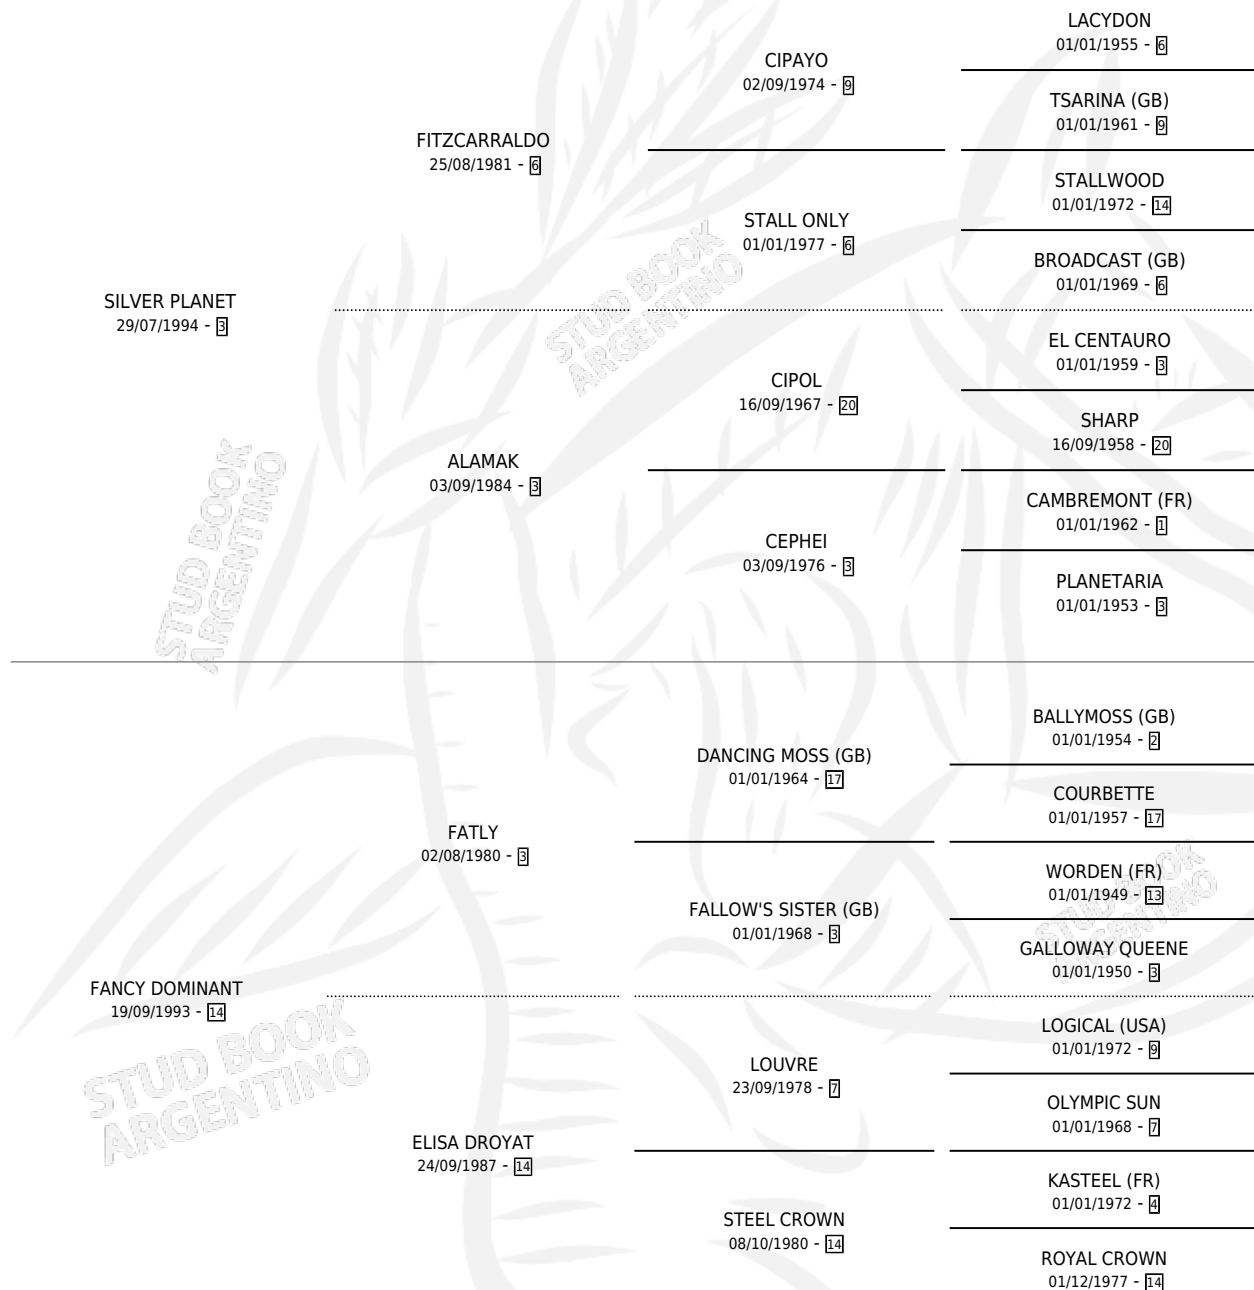 LACYDON
01/01/1955 - 6
CIPAYO
02/09/1974 - 9
TSARINA (GB)
01/01/1961 - 9
FITZCARRALDO
25/08/1981 - 6
STALLWOOD
01/01/1972 - 14
STALL ONLY
01/01/1977 - 6
BROADCAST (GB)
01/01/1969 - 6
SILVER PLANET
29/07/1994 - 3
EL CENTAURO
01/01/1959 - 3
CIPOL
16/09/1967 - 20
SHARP
16/09/1958 - 20
ALAMAK
03/09/1984 - 3
CAMBREMONT (FR)
01/01/1962 - 1
CEPHEI
03/09/1976 - 3
PLANETARIA
01/01/1953 - 3
STUD BOOK
ARGENTINO
STUD BOOK
ARGENTINO
BALLYMOSS (GB)
01/01/1954 - 2
DANCING MOSS (GB)
01/01/1964 - 17
COURBETTE
01/01/1957 - 17
FATLY
02/08/1980 - 3
WORDEN (FR)
01/01/1949 - 13
FALLOW'S SISTER (GB)
01/01/1968 - 3
GALLOWAY QUEENE
01/01/1950 - 3
FANCY DOMINANT
19/09/1993 - 14
LOGICAL (USA)
01/01/1972 - 9
LOUVRE
23/09/1978 - 7
OLYMPIC SUN
01/01/1968 - 7
ELISA DROYAT
24/09/1987 - 14
KASTEEL (FR)
01/01/1972 - 4
STEEL CROWN
08/10/1980 - 14
ROYAL CROWN
01/12/1977 - 14
STUD BOOK
ARGENTINO
STUD BOOK
ARGENTINO